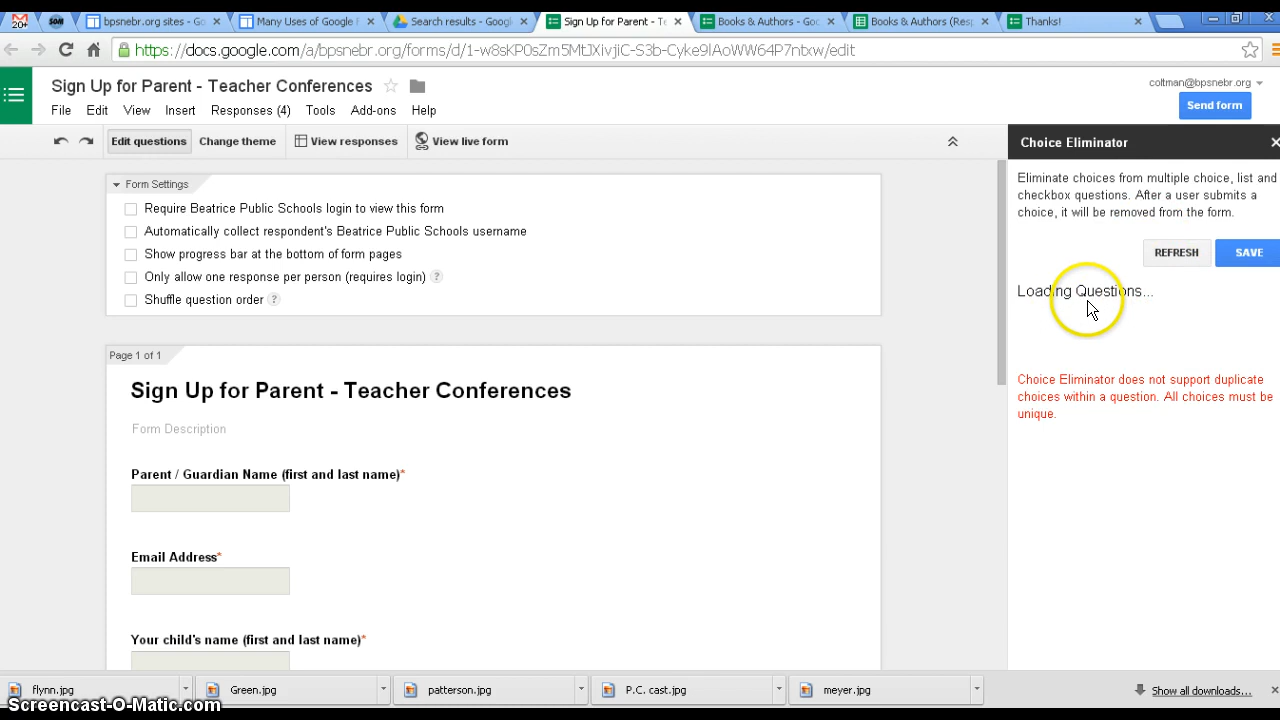 20+
SOM
bpsnebr.org sites -
Many Uses of Google F
Search results - Google
Sign Up for Parent - Te
Books & Authors - Goo
Books & Authors (Resp
Thanks!
https://docs.google.com/a/bpsnebr.org/forms/d/1-w8sKP0sZm5MtJXivjiC-S3b-Cyke9lAoWW64P7ntxw/edit
Sign Up for Parent - Teacher Conferences
coltman@bpsnebr.org
File Edit View Insert Responses (4) Tools Add-ons Help
Send form
Edit questions Change theme View responses View live form
Choice Eliminator
Eliminate choices from multiple choice, list and
checkbox questions. After a user submits a
choice, it will be removed from the form.
REFRESH SAVE
Loading Questions...
Choice Eliminator does not support duplicate
choices within a question. All choices must be
unique.
Form Settings
Require Beatrice Public Schools login to view this form
Automatically collect respondent's Beatrice Public Schools username
Show progress bar at the bottom of form pages
Only allow one response per person (requires login) ?
Shuffle question order ?
Page 1 of 1
Sign Up for Parent - Teacher Conferences
Form Description
Parent / Guardian Name (first and last name)*
Email Address*
Your child's name (first and last name)*
flynn.jpg
Green.jpg
patterson.jpg
P.C. cast.jpg
meyer.jpg
Show all downloads...
Screencast-O-Matic.com